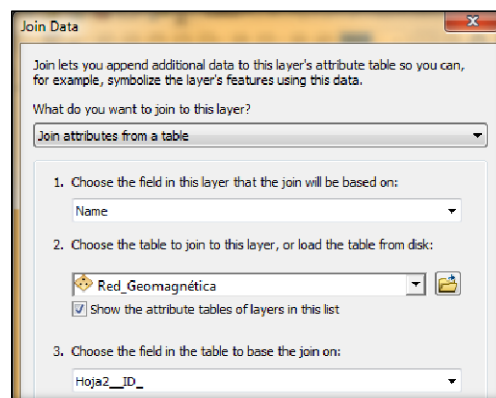 Join Data
Join lets you append additional data to this layer's attribute table so you can,
for example, symbolize the layer's features using this data.
What do you want to join to this layer?
Join attributes from a table
1. Choose the field in this layer that the join will be based on:
Name
2. Choose the table to join to this layer, or load the table from disk:
Red_Geomagnética
Show the attribute tables of layers in this list
3. Choose the field in the table to base the join on:
Hoja2__ID_